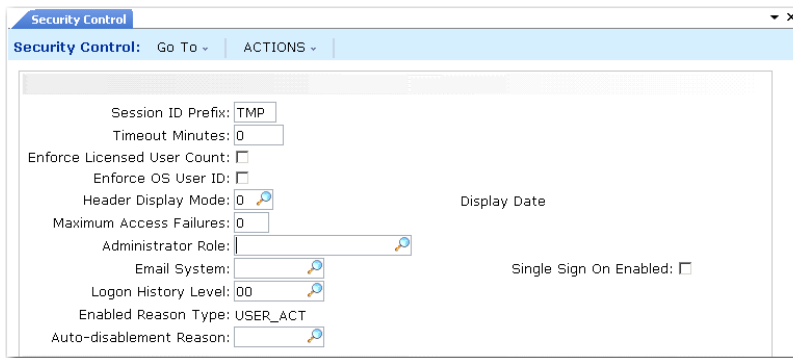 Security Control
Security Control: Go To ACTIONS
Session ID Prefix: TMP
Timeout Minutes: 0
Enforce Licensed User Count:
Enforce OS User ID:
Header Display Mode: 0 Display Date
Maximum Access Failures: 0
Administrator Role:
Email System: Single Sign On Enabled:
Logon History Level: 00
Enabled Reason Type: USER_ACT
Auto-disablement Reason: